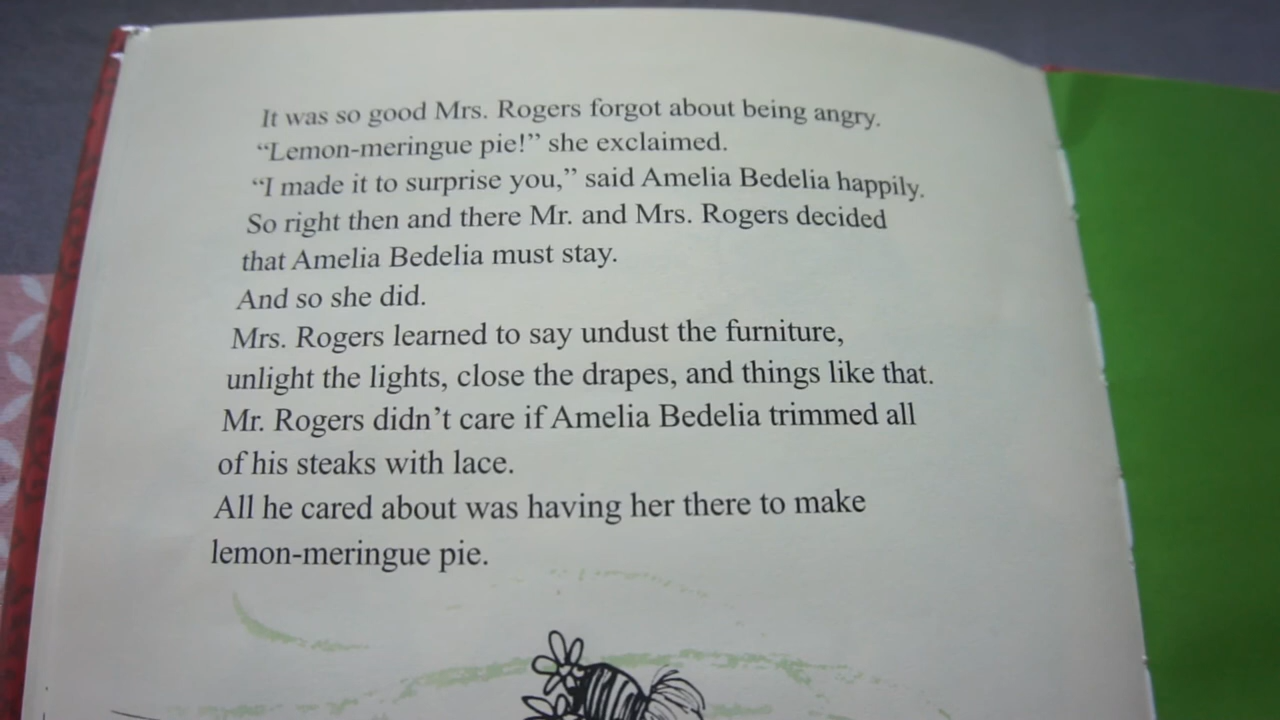 It was so good Mrs. Rogers forgot about being angry.
“Lemon-meringue pie!” she exclaimed.
“I made it to surprise you,” said Amelia Bedelia happily.
So right then and there Mr. and Mrs. Rogers decided
that Amelia Bedelia must stay.
And so she did.
Mrs. Rogers learned to say undust the furniture,
unlight the lights, close the drapes, and things like that.
Mr. Rogers didn’t care if Amelia Bedelia trimmed all
of his steaks with lace.
All he cared about was having her there to make
lemon-meringue pie.